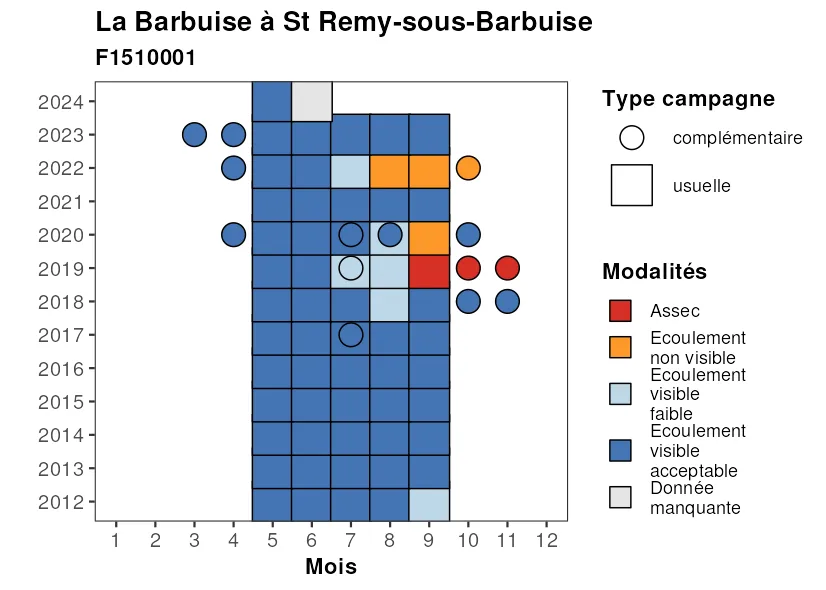 La Barbuise à St Remy-sous-Barbuise
F1510001
2024
2023
2022
2021
2020
2019
2018
2017
2016
2015
2014
2013
2012
1 2 3 4 5 6 7 8 9 10 11 12
Mois
Type campagne
complémentaire
usuelle
Modalités
Assec
Ecoulement
non visible
Ecoulement
visible
faible
Ecoulement
visible
acceptable
Donnée
manquante